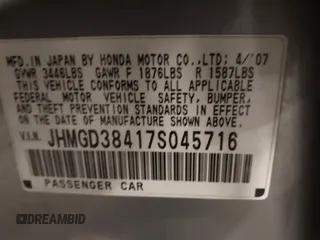 MFD. IN JAPAN BY HONDA MOTOR CO., LTD. 4/'07
GVWR 3448LBS GAWR F 1876LBS R 1587LBS
THIS VEHICLE CONFORMS TO ALL APPLICABLE
FEDERAL MOTOR VEHICLE SAFETY, BUMPER,
AND THEFT PREVENTION STANDARDS IN EFFECT
ON THE DATE OF MANUFACTURE SHOWN ABOVE.
V.I.N. JHMGD38417S045716
PASSENGER CAR
DREAMBID